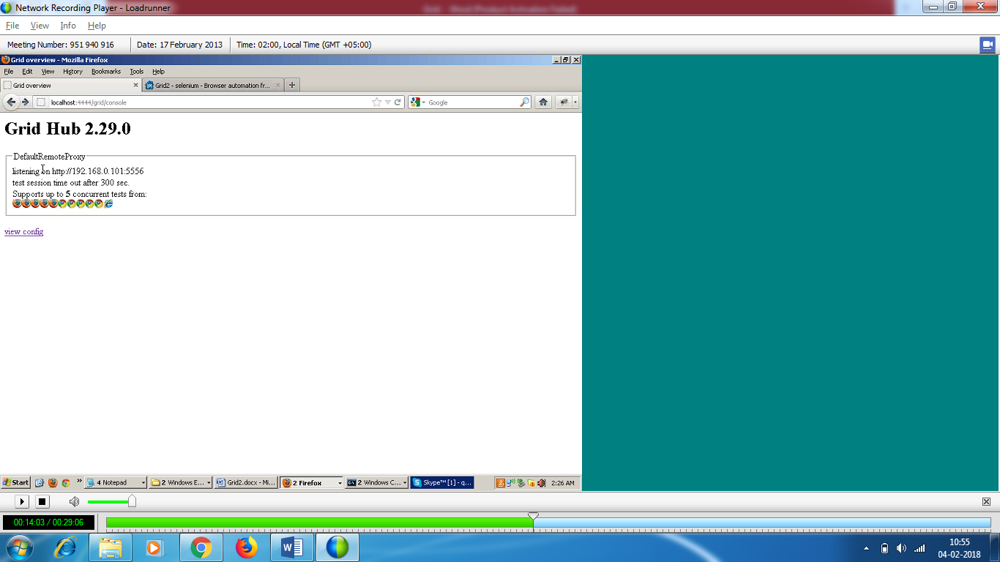 Network Recording Player - Loadrunner
File View Info Help
Meeting Number: 951 940 916 Date: 17 February 2013 Time: 02:00, Local Time (GMT +05:00)
Grid overview - Mozilla Firefox
File Edit View History Bookmarks Tools Help
Grid overview Grid2 - selenium - Browser automation fr...
localhost:4444/grid/console Google
Grid Hub 2.29.0
DefaultRemoteProxy
listening on http://192.168.0.101:5556
test session time out after 300 sec.
Supports up to 5 concurrent tests from:
view config
Start 4 Notepad 2 Windows E... Grid2.docx - Mi... 2 Firefox 2 Windows C... Skype™ [1] - q... 2:26 AM
00:14:03 / 00:29:06
10:55
04-02-2018